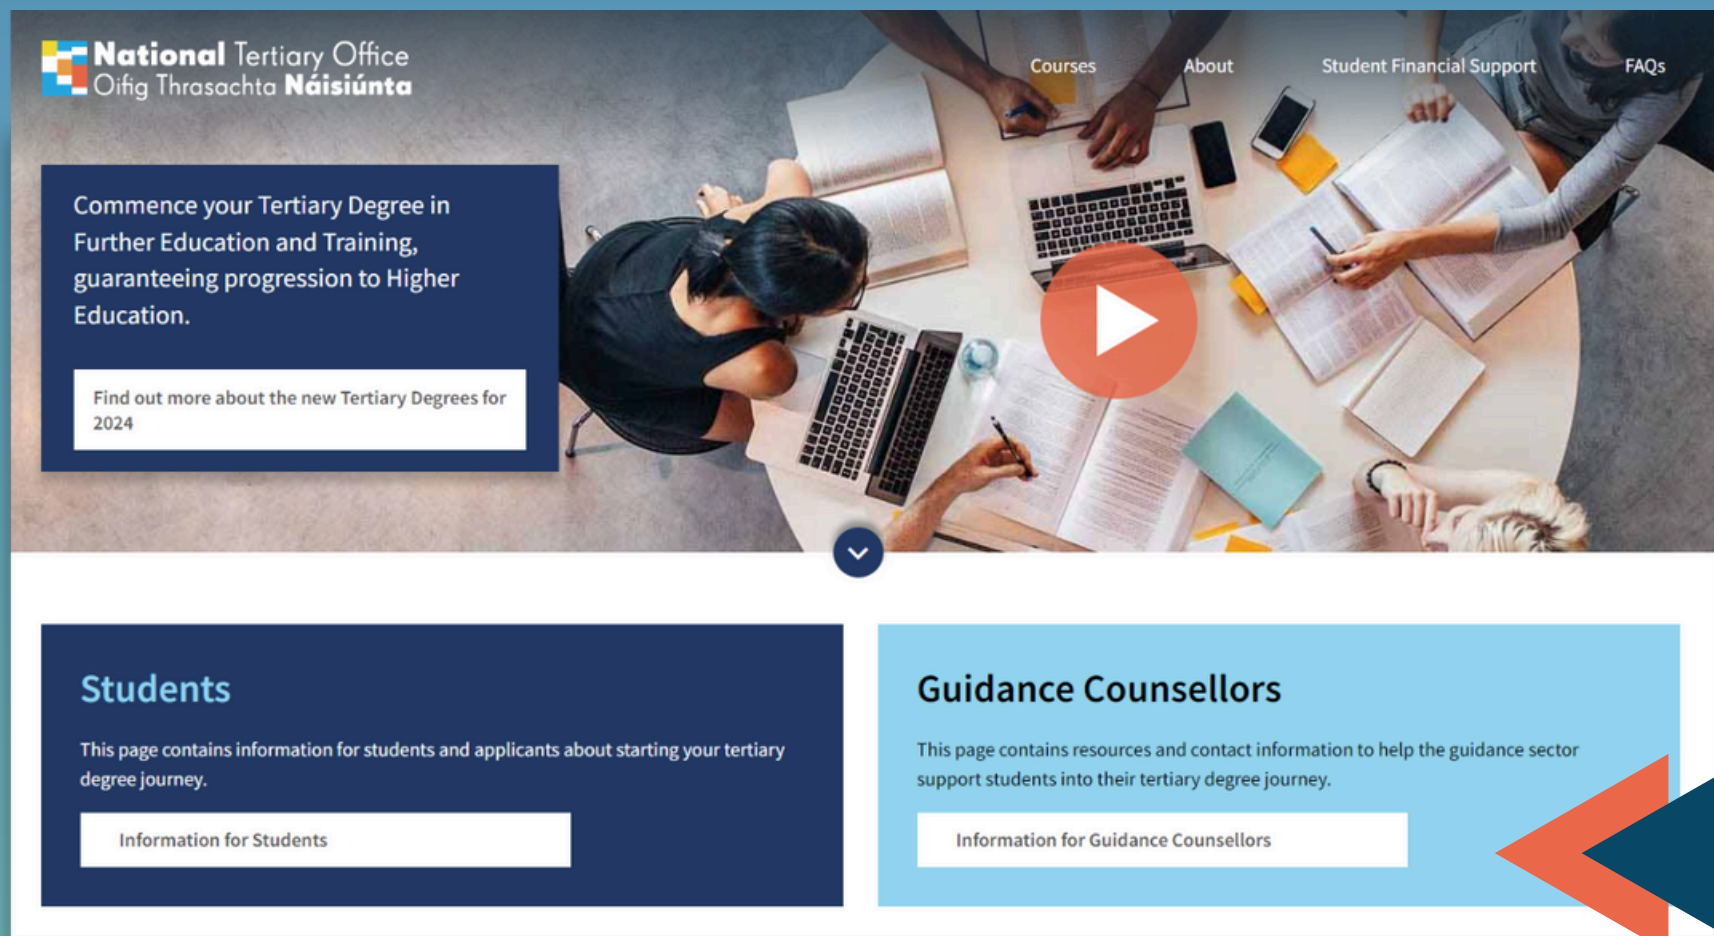 National Tertiary Office
Oifig Thrasachta Náisiúnta
Courses About Student Financial Support FAQs
Commence your Tertiary Degree in
Further Education and Training,
guaranteeing progression to Higher
Education.
Find out more about the new Tertiary Degrees for
2024
Students
This page contains information for students and applicants about starting your tertiary
degree journey.
Information for Students
Guidance Counsellors
This page contains resources and contact information to help the guidance sector
support students into their tertiary degree journey.
Information for Guidance Counsellors